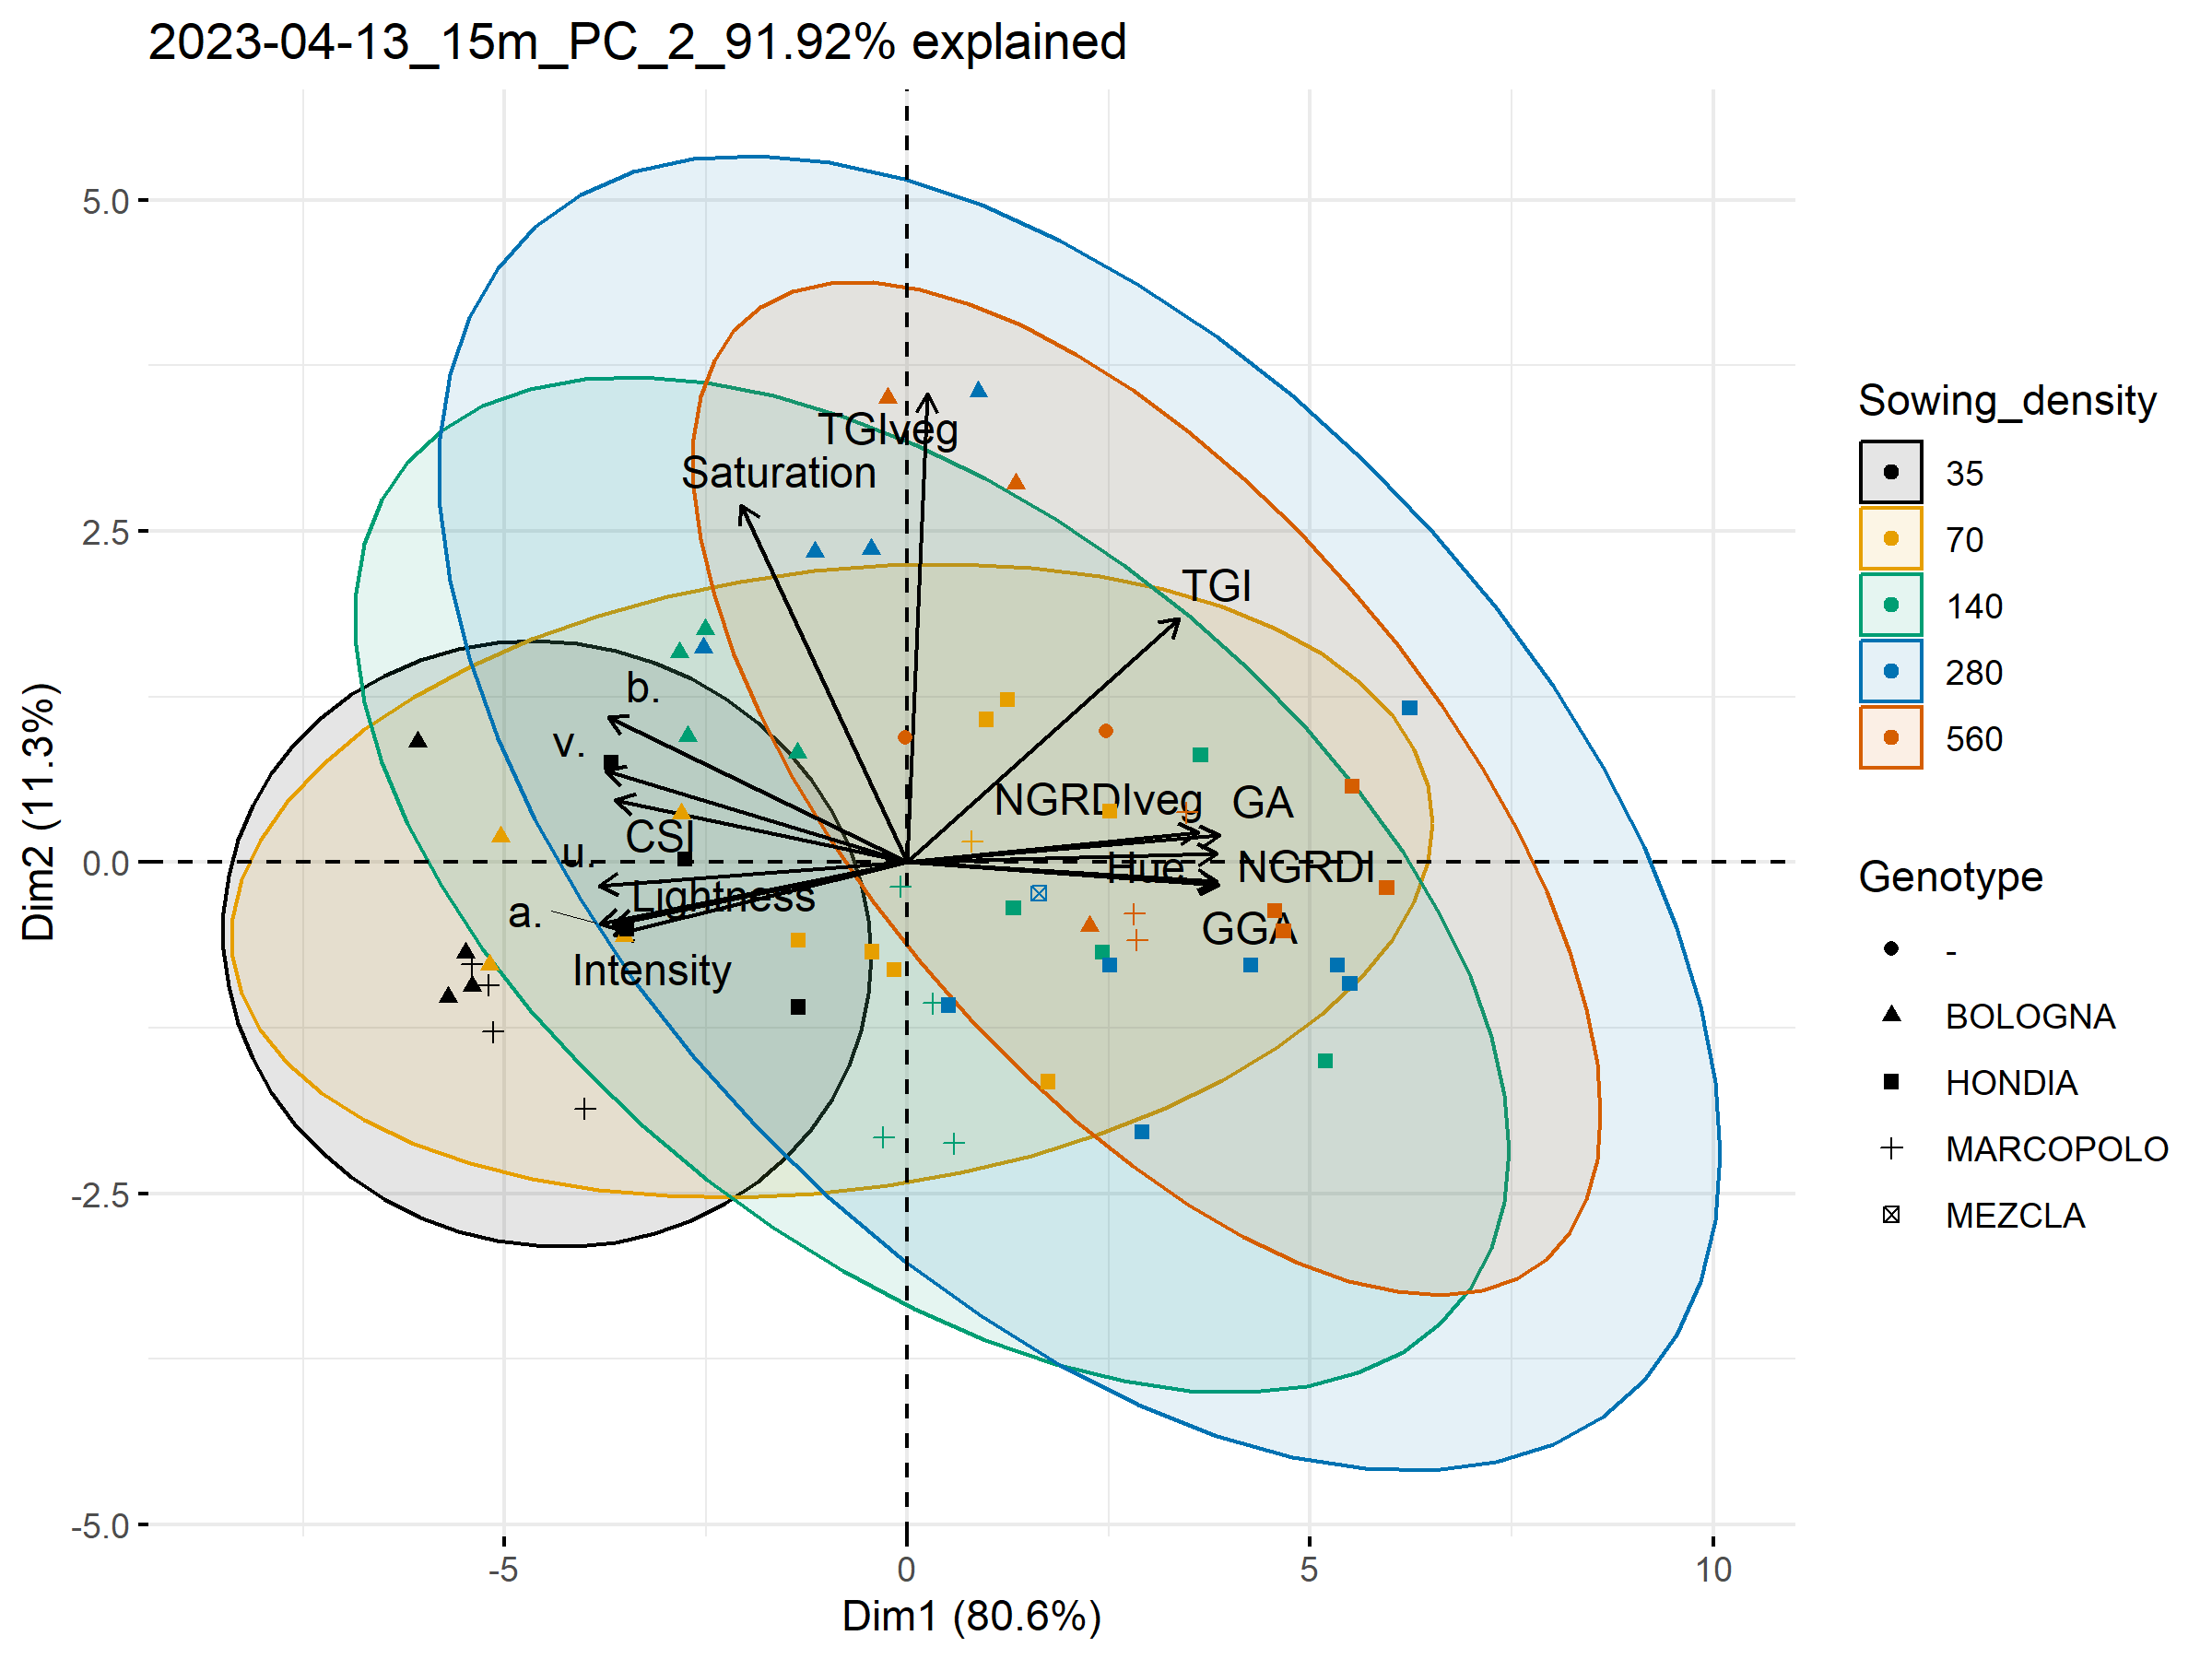 2023-04-13_15m_PC_2_91.92% explained
Dim2 (11.3%)
5.0
2.5
0.0
-2.5
-5.0
TGIveg
Saturation
TGI
b.
v.
NGRDIveg
GA
CSI
u.
Hue
NGRDI
Lightness
a.
GGA
Intensity
-5
0
5
10
Dim1 (80.6%)
Sowing_density
35
70
140
280
560
Genotype
-
BOLOGNA
HONDIA
MARCOPOLO
MEZCLA